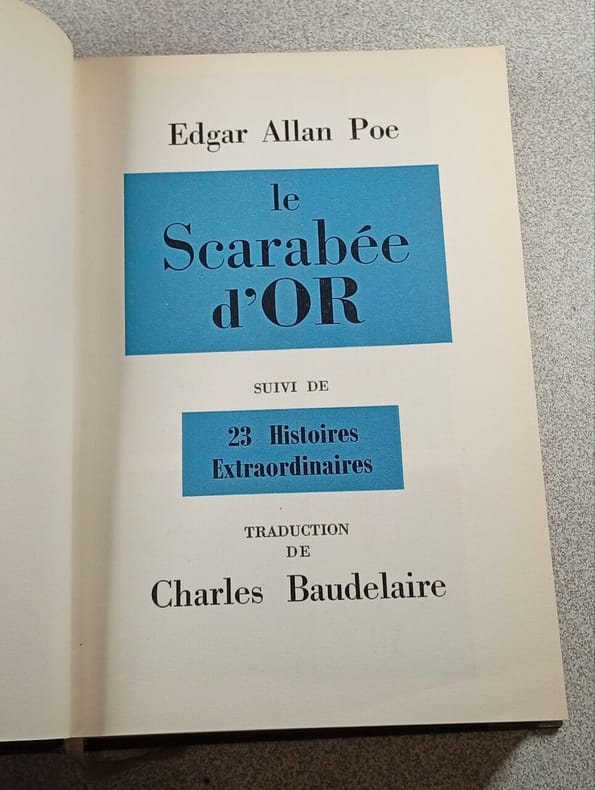 Edgar Allan Poe
le
Scarabée
d'OR
SUIVI DE
23 Histoires
Extraordinaires
TRADUCTION
DE
Charles Baudelaire